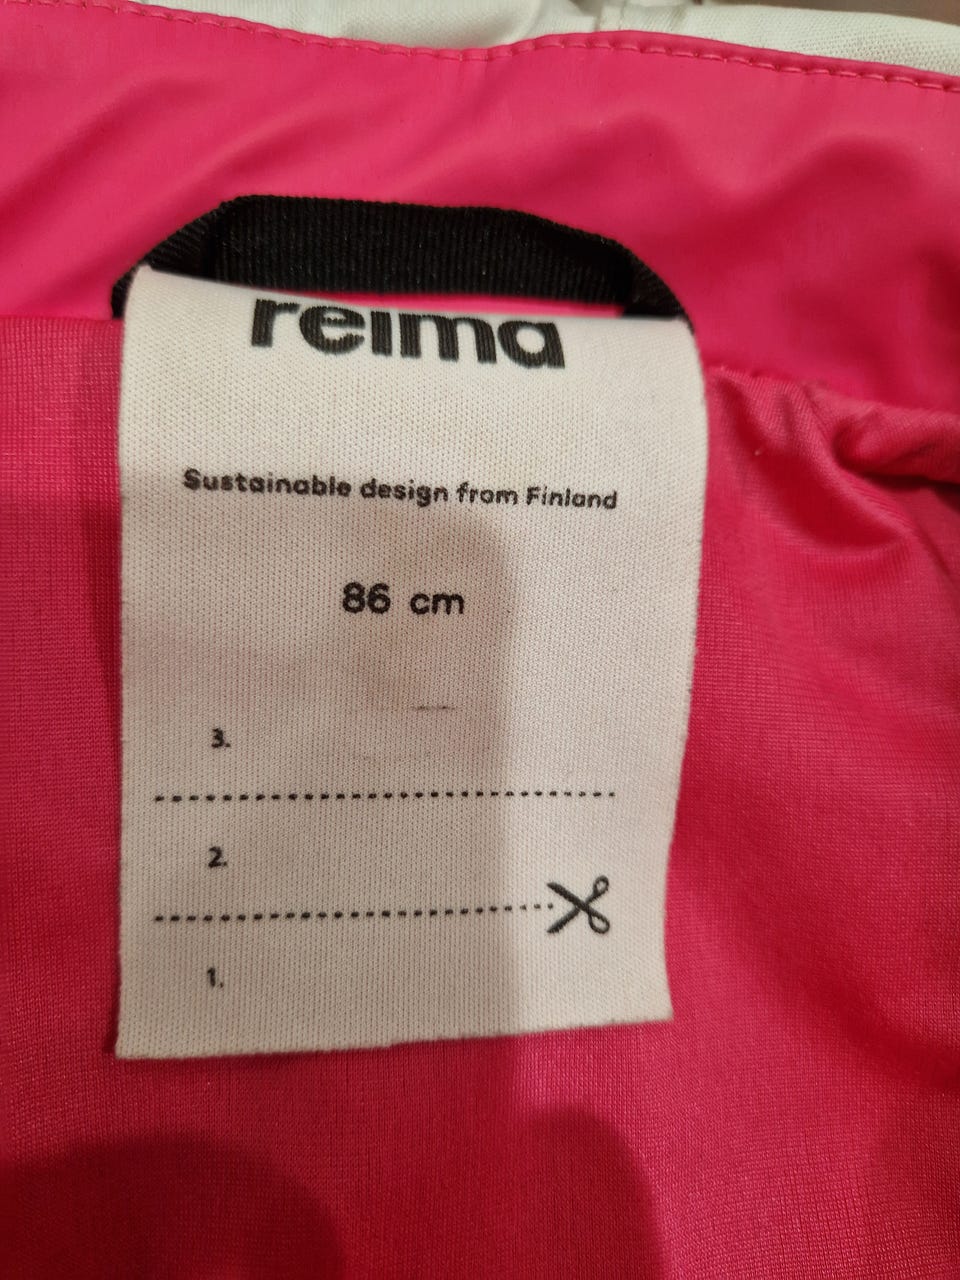 reima
Sustainable design from Finland
86 cm
3.
2.
1.